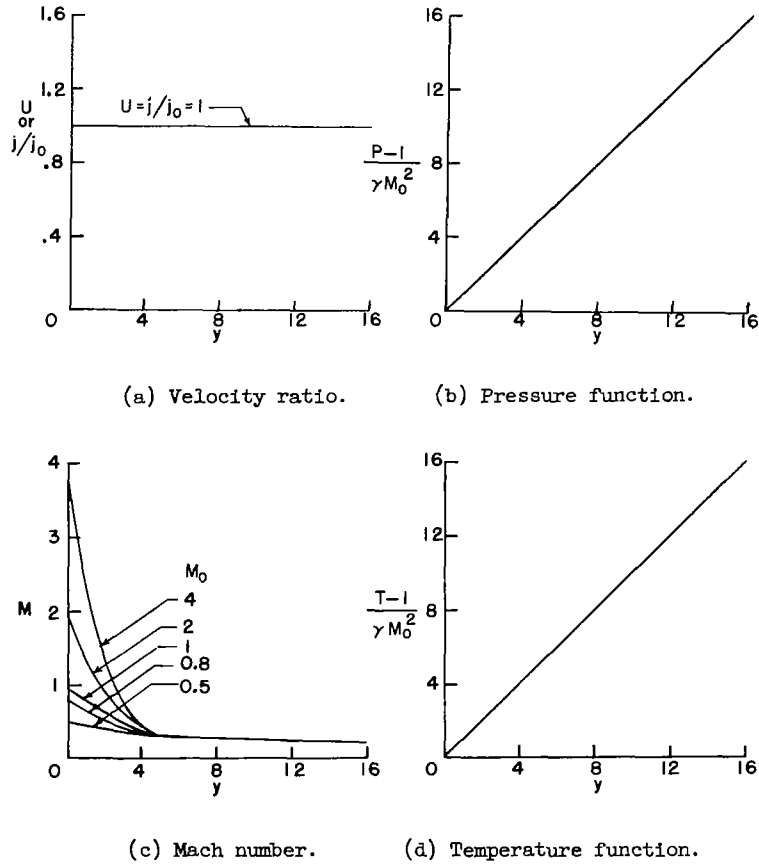 1.6
1.2
U
or
j/j₀
.8
.4
0
U = j/j₀ = 1
4 8 12 16
y
(a) Velocity ratio.
16
12
P-1
γM₀²
8
4
0
4 8 12 16
y
(b) Pressure function.
4
3
M
2
1
0
M₀
4
2
1
0.8
0.5
4 8 12 16
y
(c) Mach number.
16
12
T-1
γM₀²
8
4
0
4 8 12 16
y
(d) Temperature function.